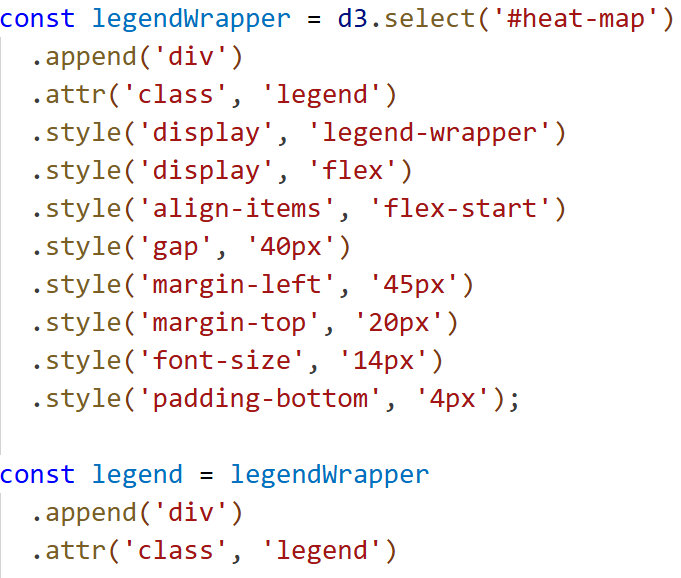 const legendWrapper = d3.select('#heat-map')
  .append('div')
  .attr('class', 'legend')
  .style('display', 'legend-wrapper')
  .style('display', 'flex')
  .style('align-items', 'flex-start')
  .style('gap', '40px')
  .style('margin-left', '45px')
  .style('margin-top', '20px')
  .style('font-size', '14px')
  .style('padding-bottom', '4px');

const legend = legendWrapper
  .append('div')
  .attr('class', 'legend')